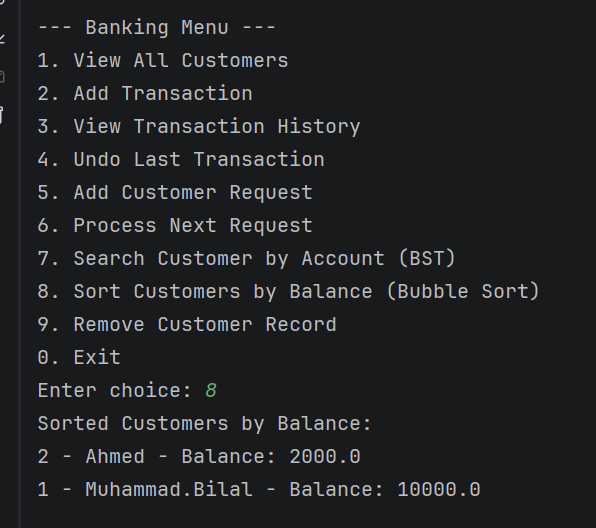 --- Banking Menu ---
1. View All Customers
2. Add Transaction
3. View Transaction History
4. Undo Last Transaction
5. Add Customer Request
6. Process Next Request
7. Search Customer by Account (BST)
8. Sort Customers by Balance (Bubble Sort)
9. Remove Customer Record
0. Exit
Enter choice: 8
Sorted Customers by Balance:
2 - Ahmed - Balance: 2000.0
1 - Muhammad.Bilal - Balance: 10000.0